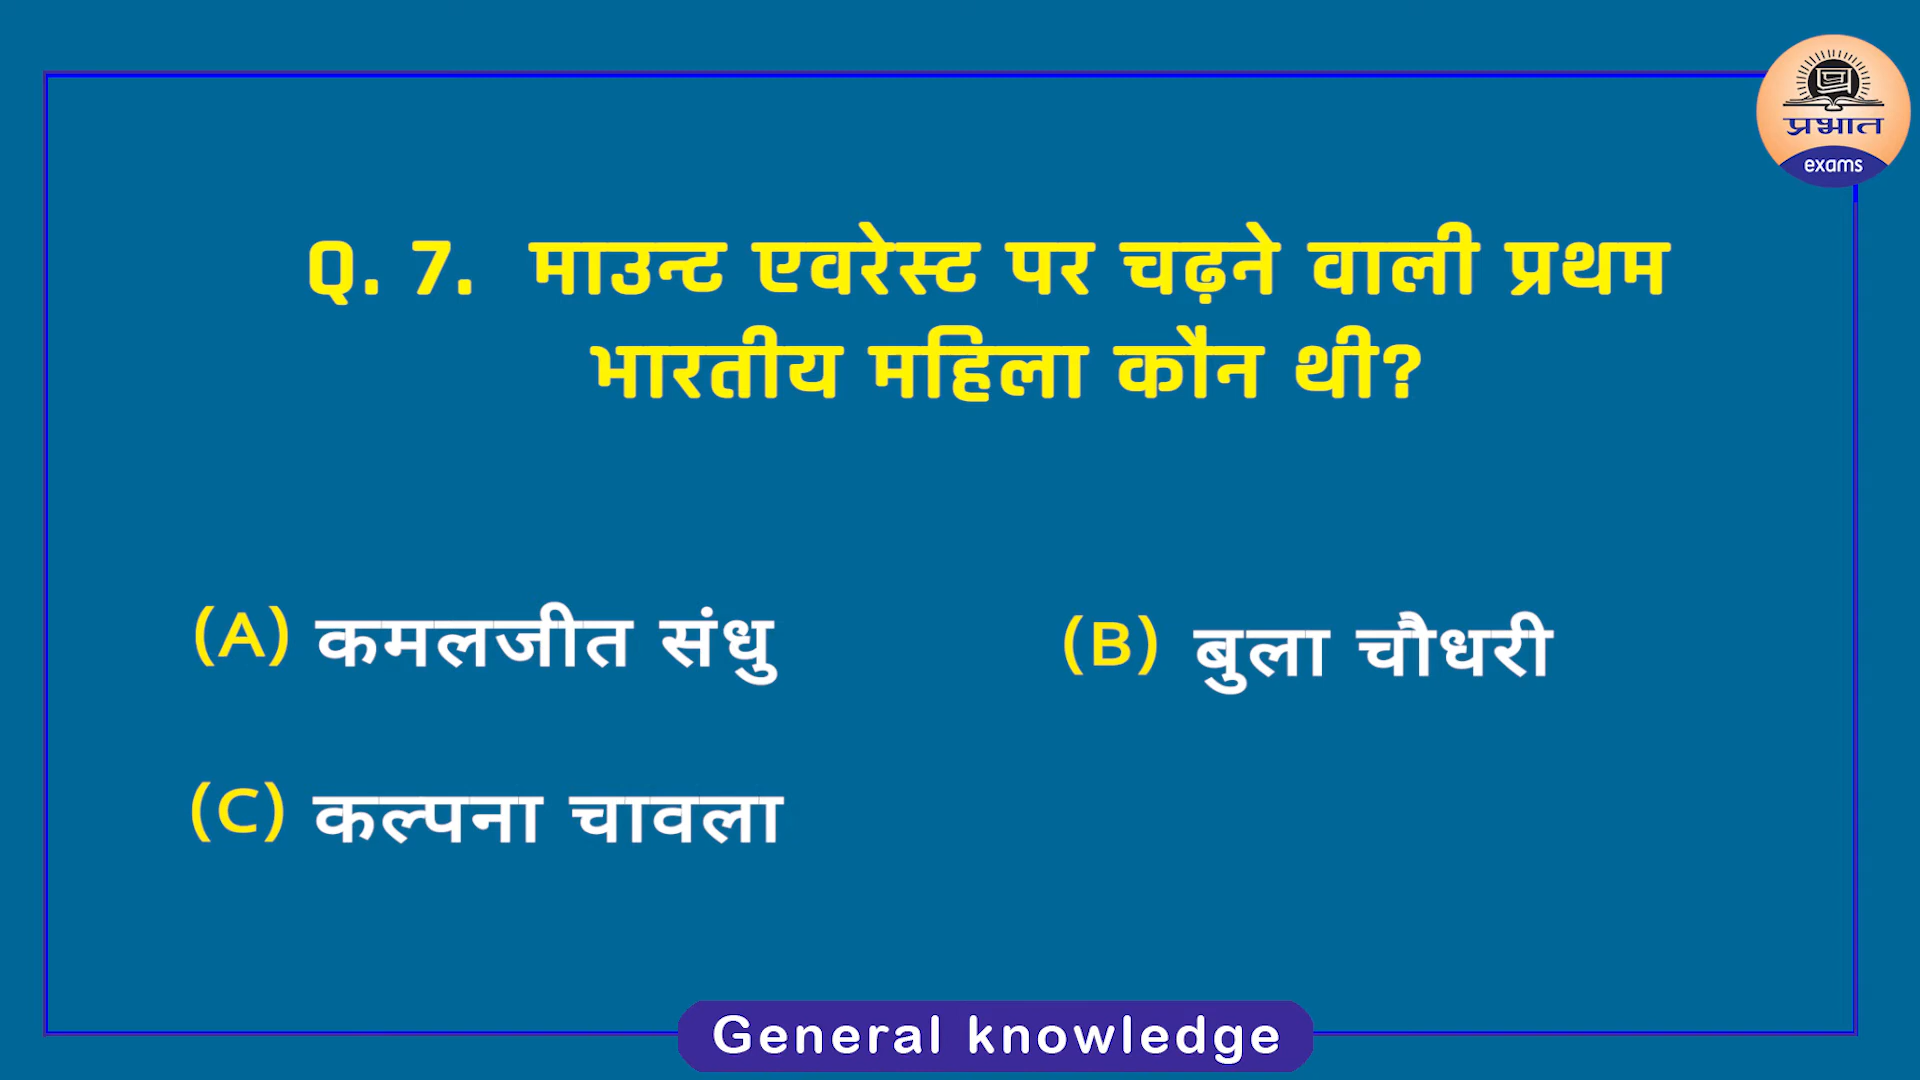 प्रभात
exams
Q. 7. माउन्ट एवरेस्ट पर चढ़ने वाली प्रथम
भारतीय महिला कौन थी?
(A) कमलजीत संधु
(B) बुला चौधरी
(C) कल्पना चावला
General knowledge